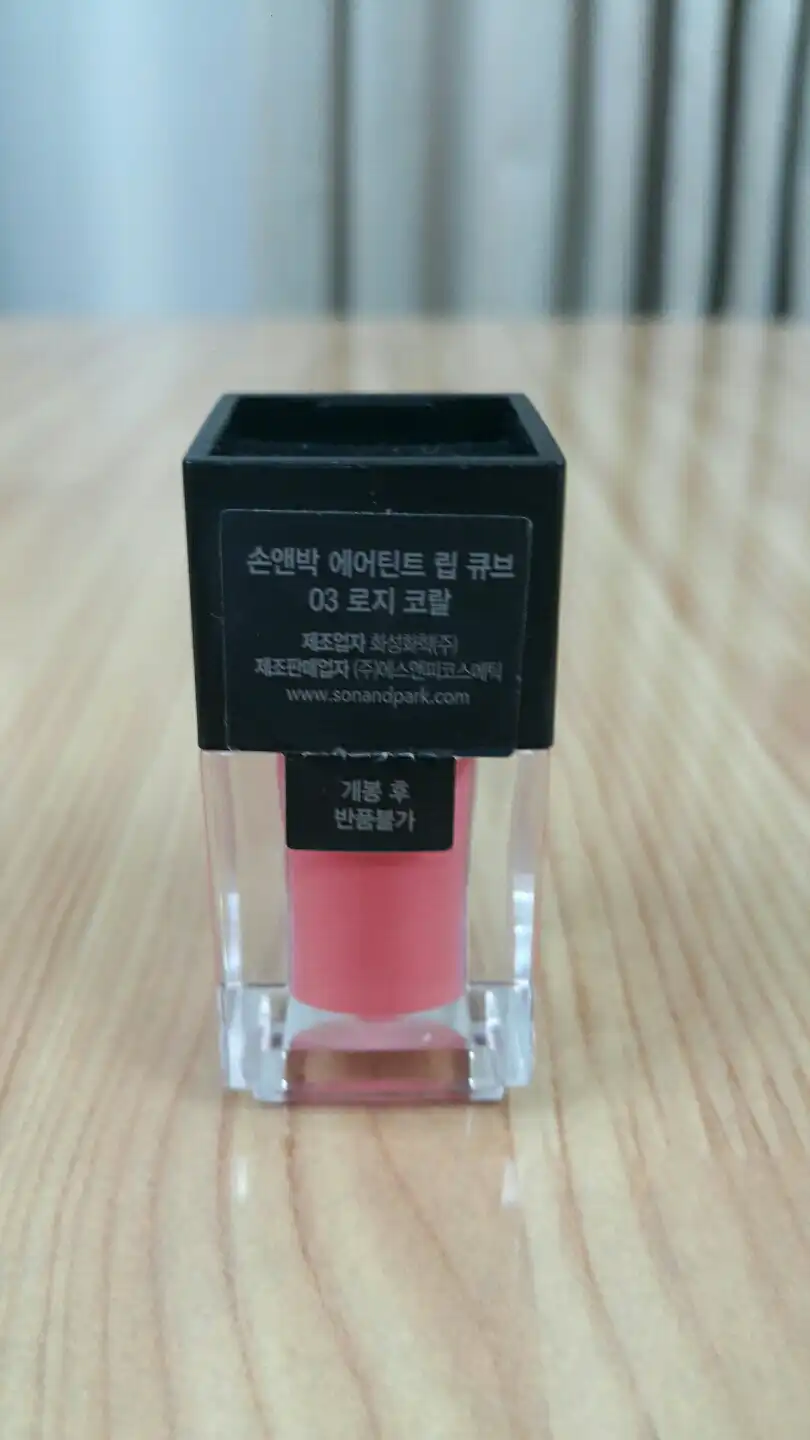 손앤박 에어틴트 립 큐브
03 로지 코랄
제조업자 화성화학(주)
제조판매업자 (주)에스앤피코스메틱
www.sonandpark.com
개봉 후
반품불가